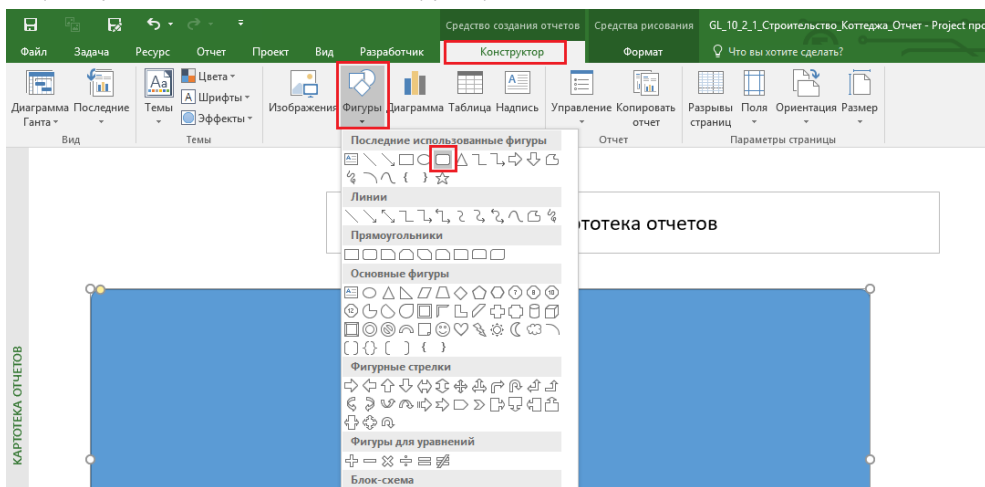 Средство создания отчетов Средства рисования GL_10_2_1_Строительство_Коттеджа_Отчет - Project про
Файл Задача Ресурс Отчет Проект Вид Разработчик Конструктор Формат Что вы хотите сделать?
Диаграмма Ганта
Последние
Вид
Темы
Цвета
Шрифты
Эффекты
Темы
Изображения Фигуры Диаграмма Таблица Надпись
Управление Копировать отчет
Отчет
Разрывы страниц Поля Ориентация Размер
Параметры страницы
Последние использованные фигуры
Линии
Прямоугольники
Основные фигуры
Фигурные стрелки
Фигуры для уравнений
Блок-схема
тотека отчетов
КАРТОТЕКА ОТЧЕТОВ